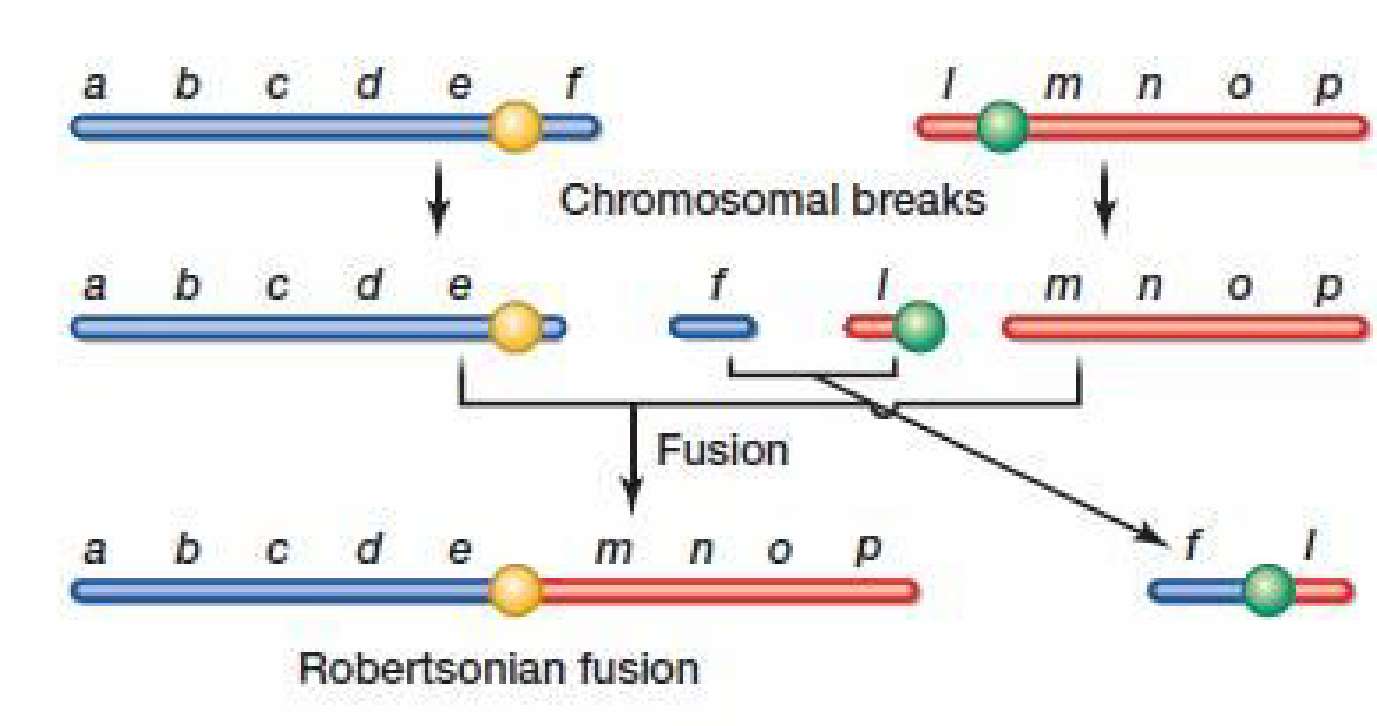 a b c d e f l m n o p
Chromosomal breaks
a b c d e f l m n o p
Fusion
a b c d e m n o p f l
Robertsonian fusion